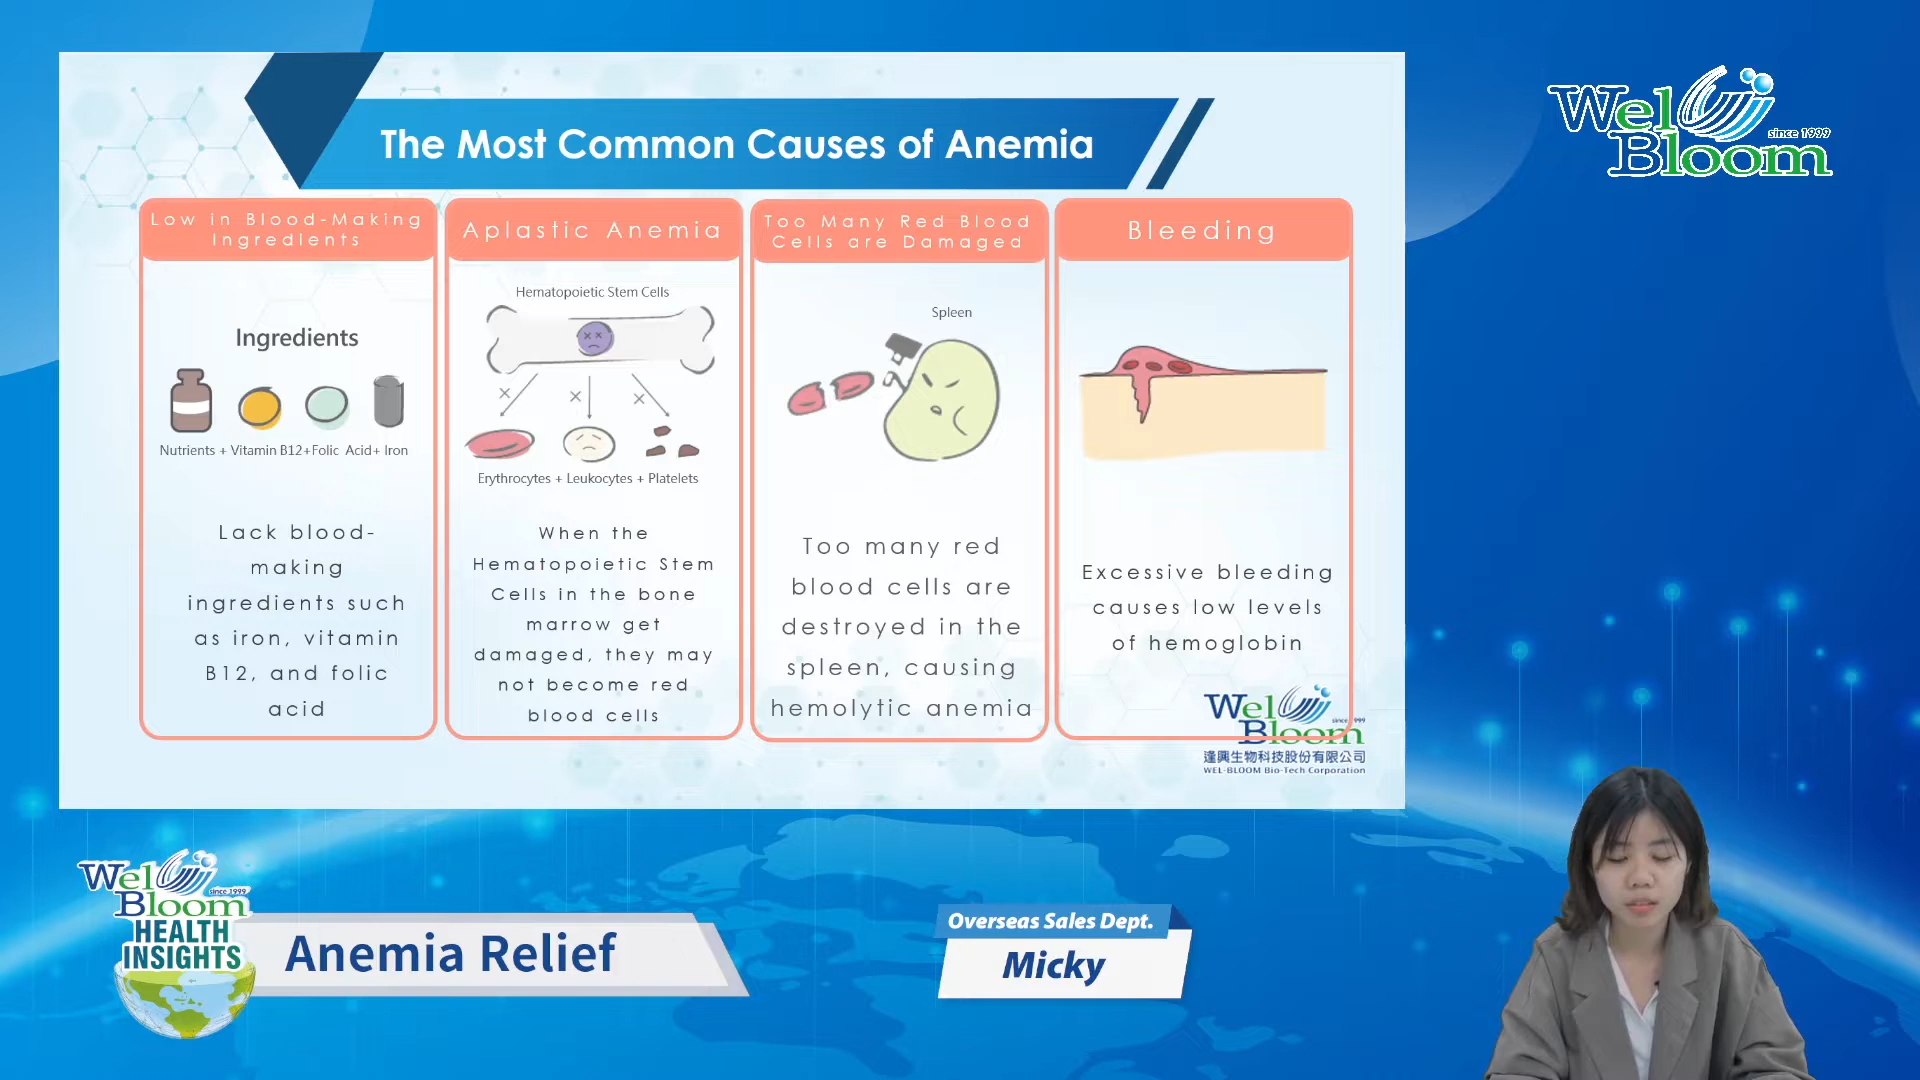 The Most Common Causes of Anemia
Low in Blood-Making
Ingredients
Ingredients
Nutrients + Vitamin B12+Folic Acid+ Iron
Lack blood-
making
ingredients such
as iron, vitamin
B12, and folic
acid
Aplastic Anemia
Hematopoietic Stem Cells
Erythrocytes + Leukocytes + Platelets
When the
Hematopoietic Stem
Cells in the bone
marrow get
damaged, they may
not become red
blood cells
Too Many Red Blood
Cells are Damaged
Spleen
Too many red
blood cells are
destroyed in the
spleen, causing
hemolytic anemia
Bleeding
Excessive bleeding
causes low levels
of hemoglobin
Wel
since 1999
Bloom
逢興生物科技股份有限公司
WEL-BLOOM Bio-Tech Corporation
Wel
since 1999
Bloom
Wel
since 1999
Bloom
HEALTH
INSIGHTS
Anemia Relief
Overseas Sales Dept.
Micky